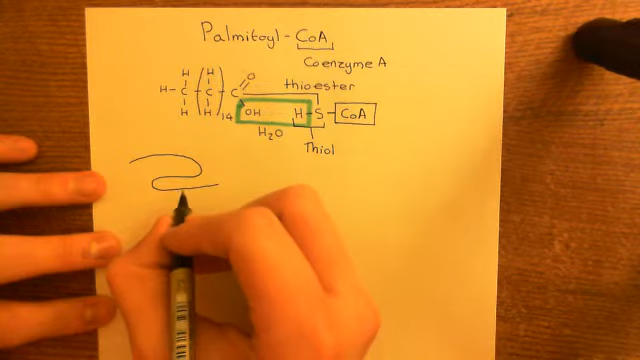 Palmitoyl - CoA
Coenzyme A
H H O
thioester
H - C - ( C ) - C
H H 14 OH H - S - CoA
H₂O
Thiol